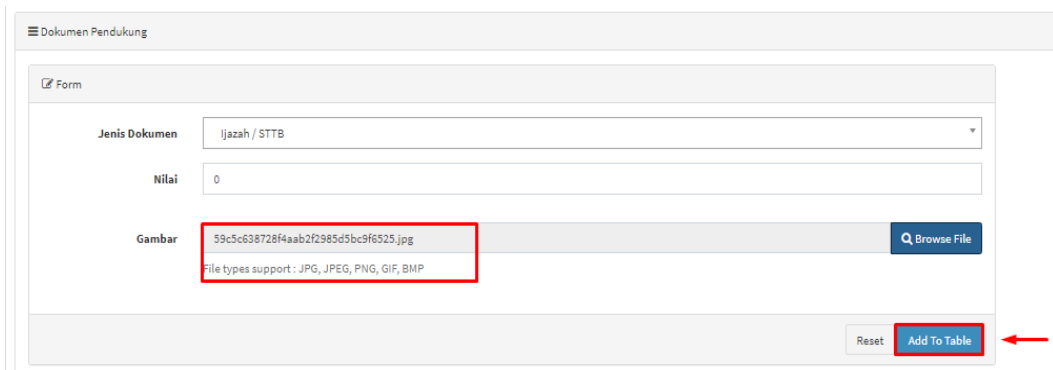 Dokumen Pendukung
Form
Jenis Dokumen Ijazah / STTB
Nilai 0
Gambar 59c5c638728f4aab2f2985d5bc9f6525.jpg Browse File
File types support : JPG, JPEG, PNG, GIF, BMP
Reset Add To Table